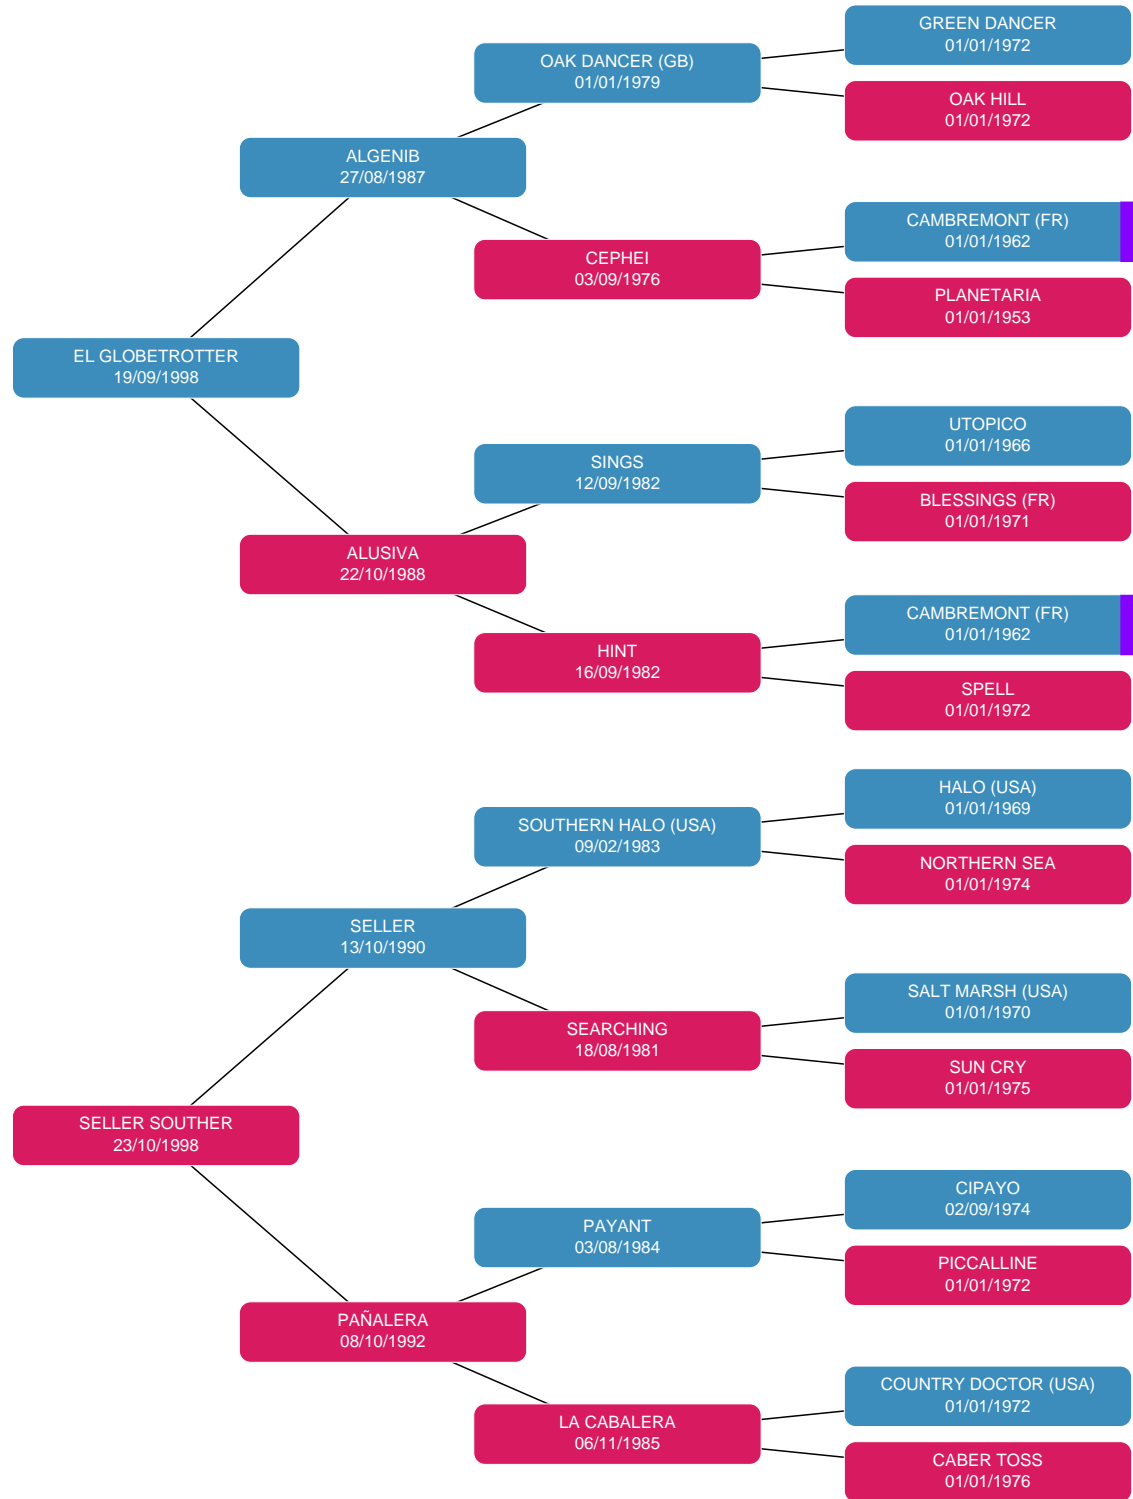 GREEN DANCER
01/01/1972
OAK DANCER (GB)
01/01/1979
OAK HILL
01/01/1972
ALGENIB
27/08/1987
CAMBREMONT (FR)
01/01/1962
CEPHEI
03/09/1976
PLANETARIA
01/01/1953
EL GLOBETROTTER
19/09/1998
UTOPICO
01/01/1966
SINGS
12/09/1982
BLESSINGS (FR)
01/01/1971
ALUSIVA
22/10/1988
CAMBREMONT (FR)
01/01/1962
HINT
16/09/1982
SPELL
01/01/1972
HALO (USA)
01/01/1969
SOUTHERN HALO (USA)
09/02/1983
NORTHERN SEA
01/01/1974
SELLER
13/10/1990
SALT MARSH (USA)
01/01/1970
SEARCHING
18/08/1981
SUN CRY
01/01/1975
SELLER SOUTHER
23/10/1998
CIPAYO
02/09/1974
PAYANT
03/08/1984
PICCALLINE
01/01/1972
PAÑALERA
08/10/1992
COUNTRY DOCTOR (USA)
01/01/1972
LA CABALERA
06/11/1985
CABER TOSS
01/01/1976